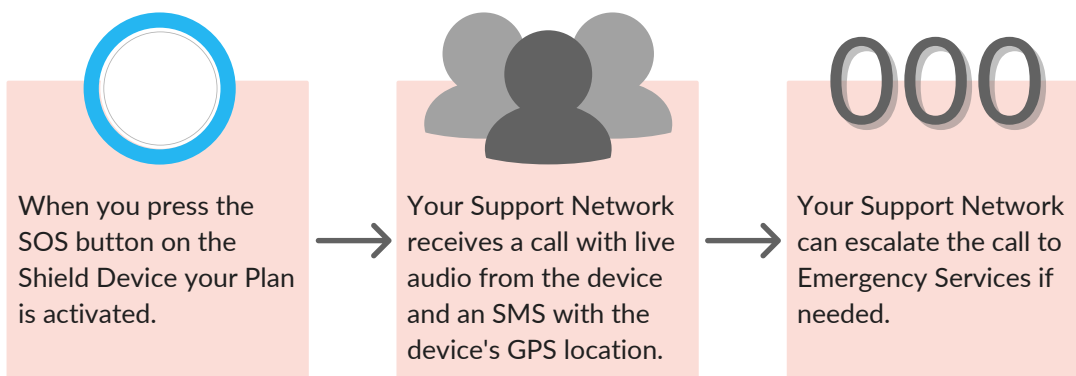 000
When you press the
SOS button on the
Shield Device your Plan
is activated.
Your Support Network
receives a call with live
audio from the device
and an SMS with the
device's GPS location.
Your Support Network
can escalate the call to
Emergency Services if
needed.